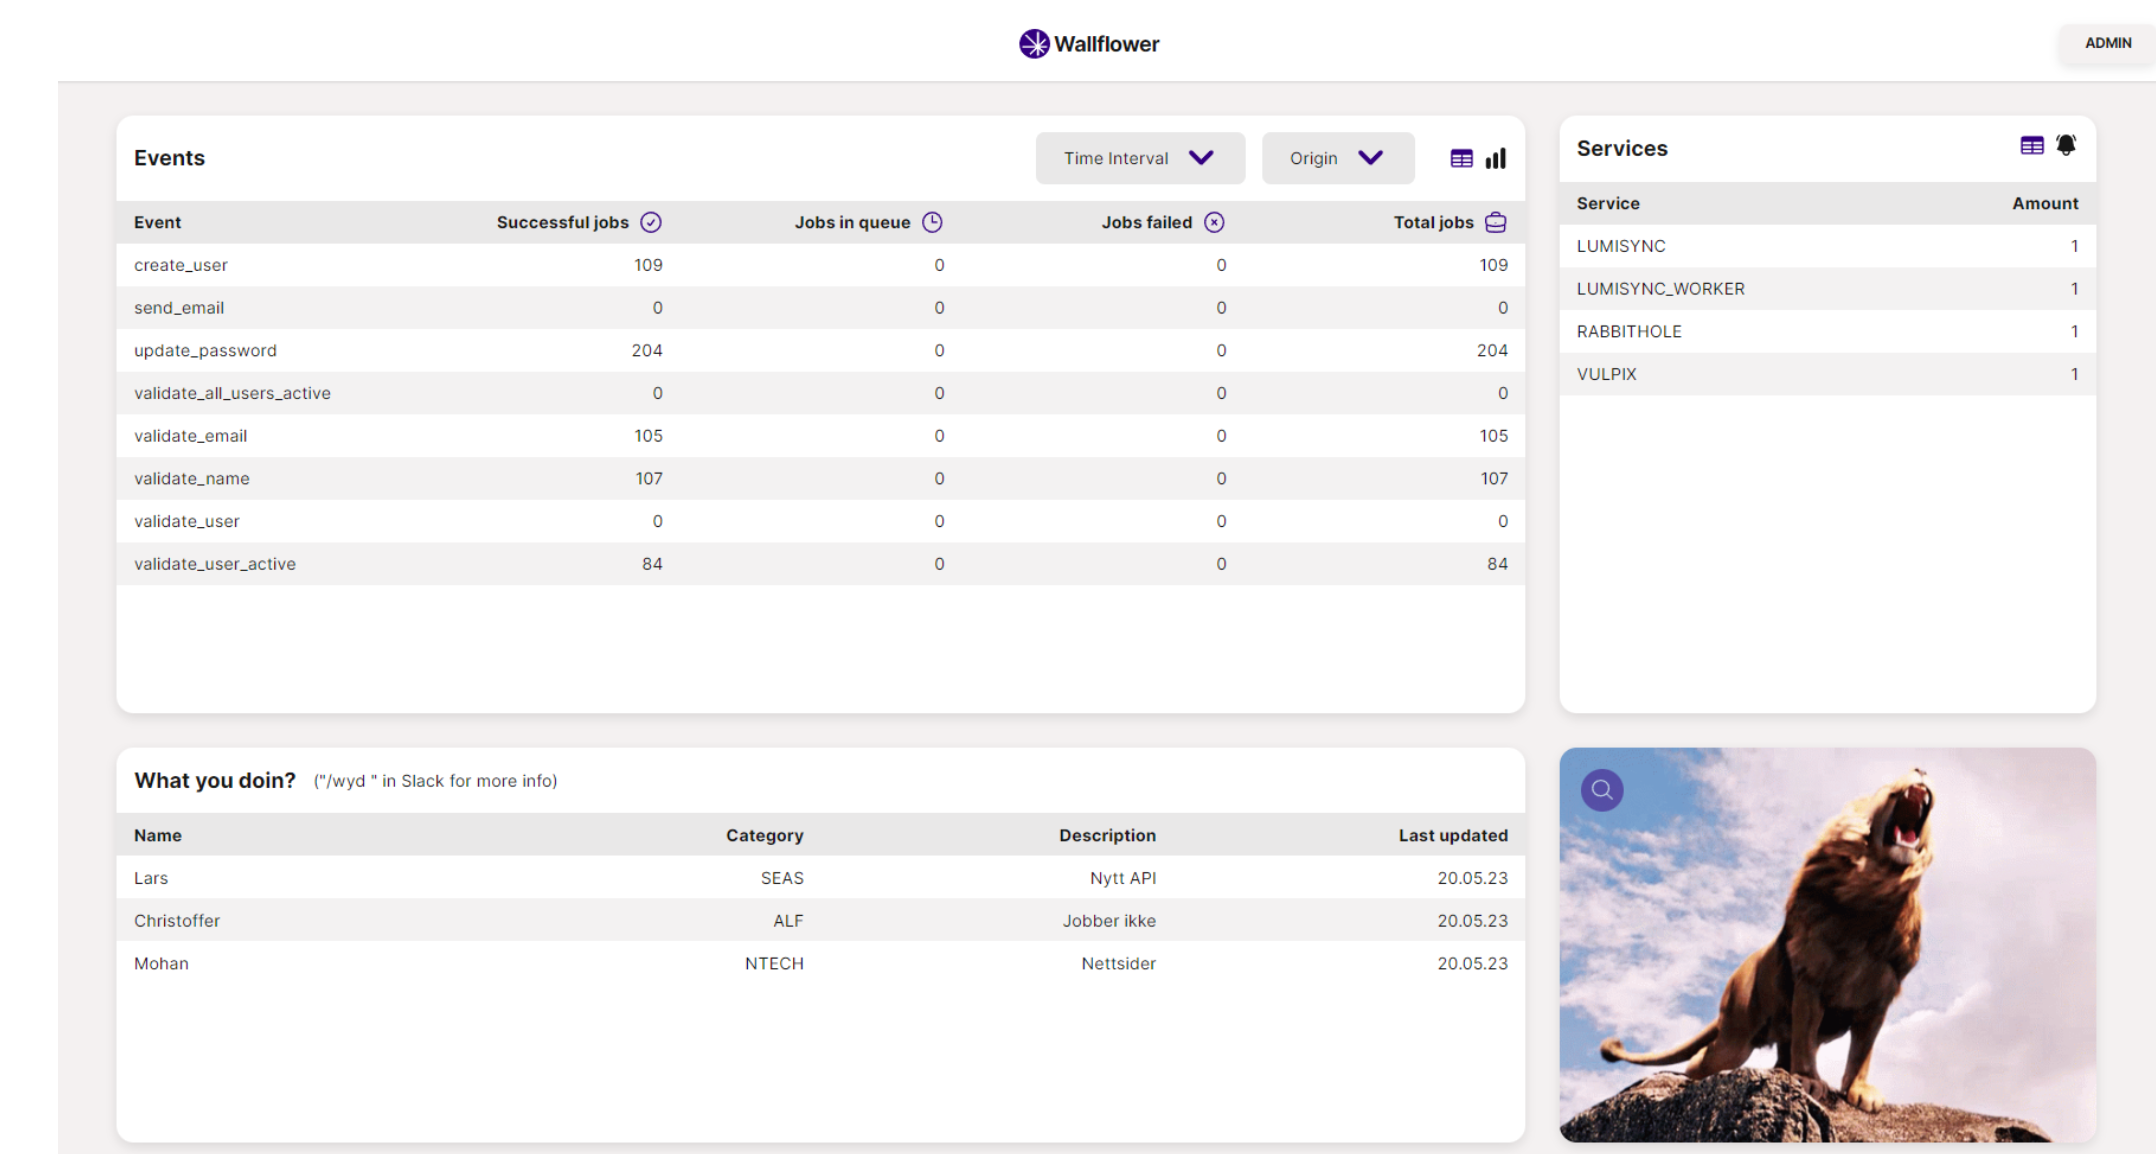 Wallflower
ADMIN
Events
Time Interval
Origin
Event Successful jobs Jobs in queue Jobs failed Total jobs
create_user 109 0 0 109
send_email 0 0 0 0
update_password 204 0 0 204
validate_all_users_active 0 0 0 0
validate_email 105 0 0 105
validate_name 107 0 0 107
validate_user 0 0 0 0
validate_user_active 84 0 0 84
Services
Service Amount
LUMISYNC 1
LUMISYNC_WORKER 1
RABBITHOLE 1
VULPIX 1
What you doin? ("/wyd " in Slack for more info)
Name Category Description Last updated
Lars SEAS Nytt API 20.05.23
Christoffer ALF Jobber ikke 20.05.23
Mohan NTECH Nettsider 20.05.23